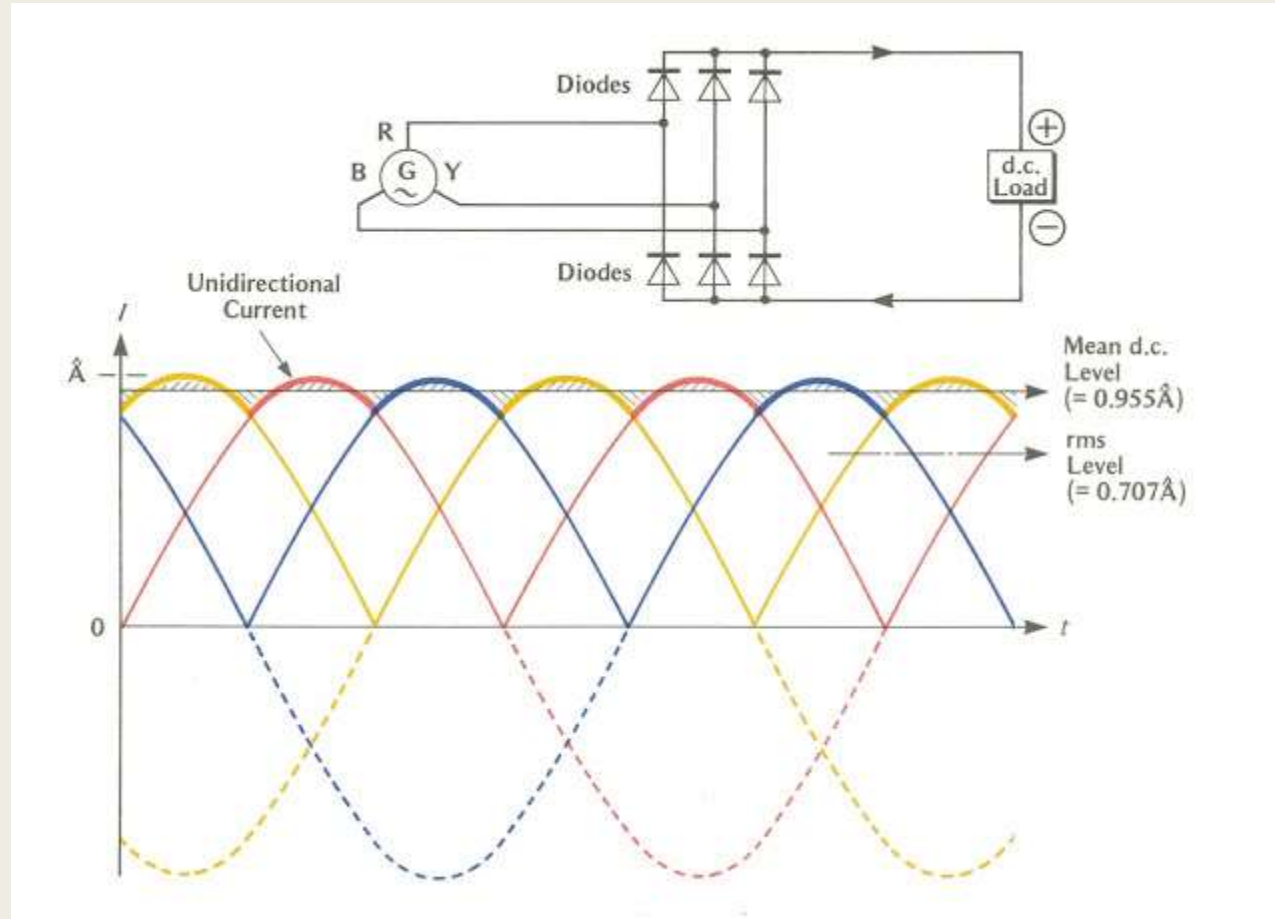 Diodes
R
B
G
Y
~
+
d.c.
Load
−
Diodes
Unidirectional
Current
I
Â
Mean d.c.
Level
(= 0.955Â)
rms
Level
(= 0.707Â)
0
t